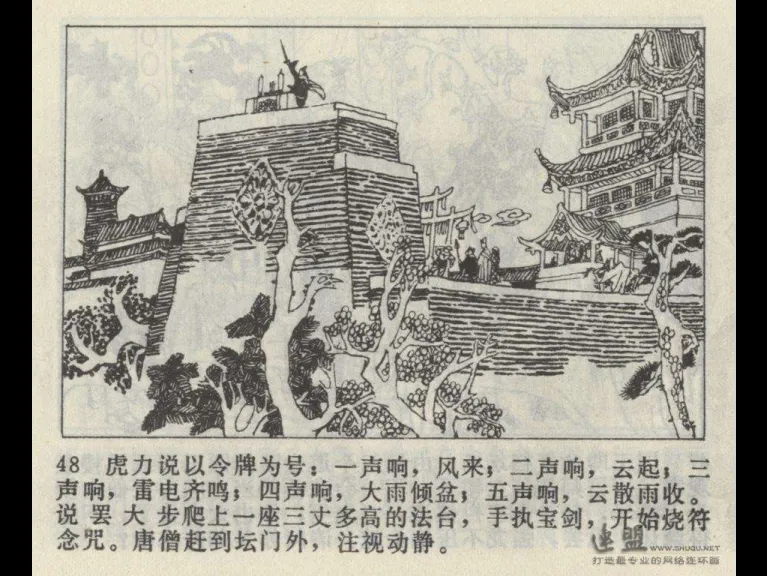 48 虎力说以令牌为号；一声响，风来；二声响，云起；三
声响，雷电齐鸣；四声响，大雨倾盆；五声响，云散雨收。
说罢大步爬上一座三丈多高的法台，手执宝剑，开始烧符
念咒。唐僧赶到坛门外，注视动静。
连盟 WWW.SHUQU.NET
打造最专业的网络连环画